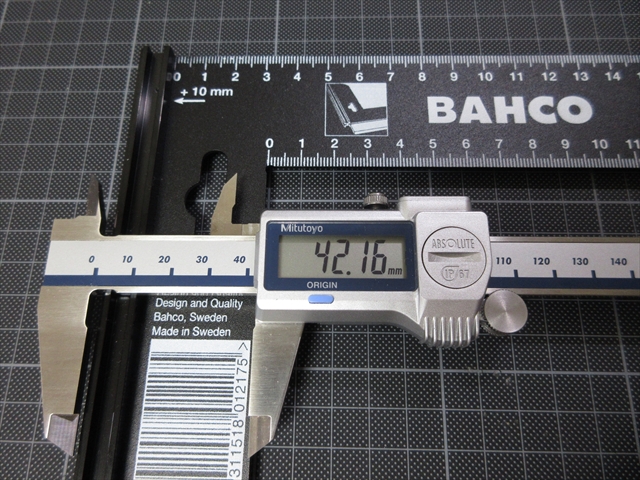 0 1 2 3 4 5 6 7 8 9 10 11 12 13 14
+ 10 mm
BAHCO
0 1 2 3 4 5 6 7 8 9 10 11
Mitutoyo
42.16 mm
ABSOLUTE
IP67
ORIGIN
0 10 20 30 40
110 120 130 140
Design and Quality
Bahco, Sweden
Made in Sweden
311518 012175 >